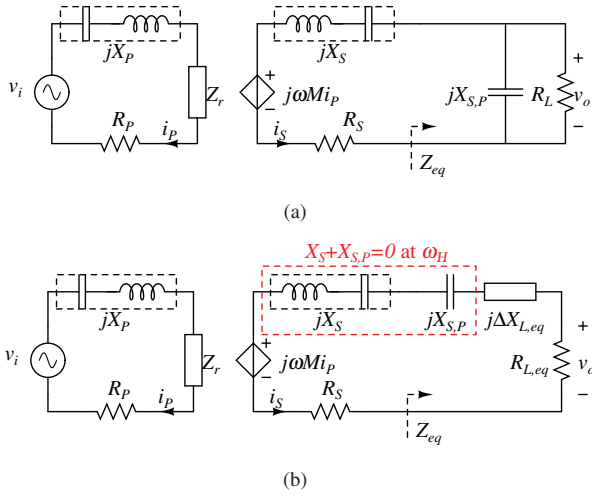 jX_P
v_i
Z_r
R_P
i_P
jX_S
+
−
jωMi_P
i_S
R_S
Z_eq
jX_{S,P}
R_L
+
v_o
−
(a)
X_S+X_{S,P}=0 at ω_H
jX_P
v_i
Z_r
R_P
i_P
jX_S
jX_{S,P}
jΔX_{L,eq}
+
−
jωMi_P
i_S
R_S
Z_eq
R_{L,eq}
+
v_o
−
(b)